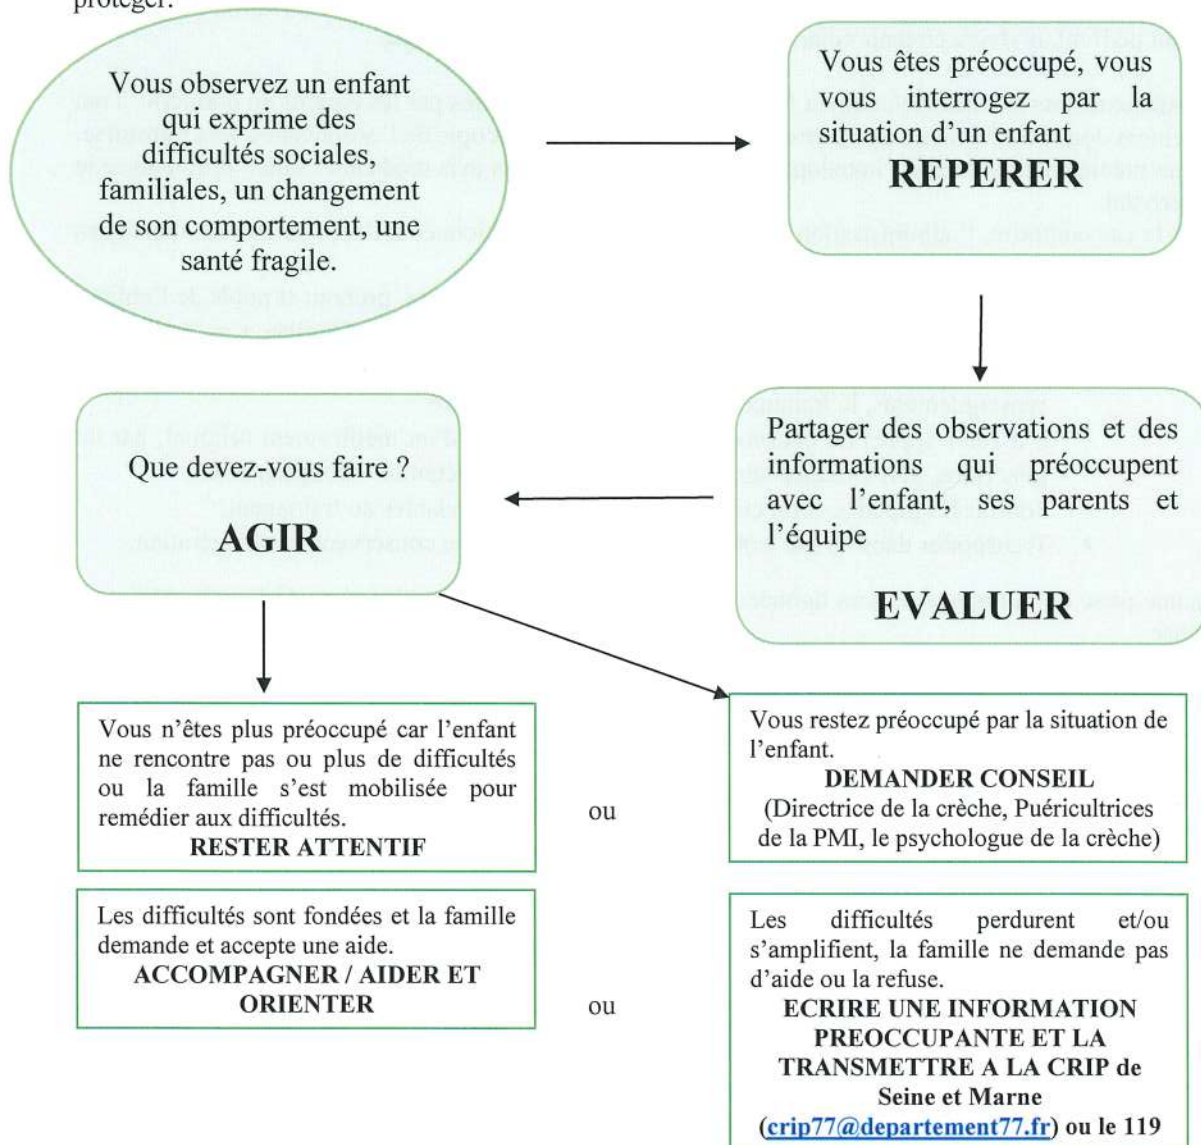 protéger.
Vous observez un enfant
qui exprime des
difficultés sociales,
familiales, un changement
de son comportement, une
santé fragile.
Vous êtes préoccupé, vous
vous interrogez par la
situation d'un enfant
REPERER
Partager des observations et des
informations qui préoccupent
avec l'enfant, ses parents et
l'équipe
EVALUER
Que devez-vous faire ?
AGIR
Vous n'êtes plus préoccupé car l'enfant
ne rencontre pas ou plus de difficultés
ou la famille s'est mobilisée pour
remédier aux difficultés.
RESTER ATTENTIF
ou
Vous restez préoccupé par la situation de
l'enfant.
DEMANDER CONSEIL
(Directrice de la crèche, Puéricultrices
de la PMI, le psychologue de la crèche)
Les difficultés sont fondées et la famille
demande et accepte une aide.
ACCOMPAGNER / AIDER ET
ORIENTER
ou
Les difficultés perdurent et/ou
s'amplifient, la famille ne demande pas
d'aide ou la refuse.
ECRIRE UNE INFORMATION
PREOCCUPANTE ET LA
TRANSMETTRE A LA CRIP de
Seine et Marne
(crip77@departement77.fr) ou le 119